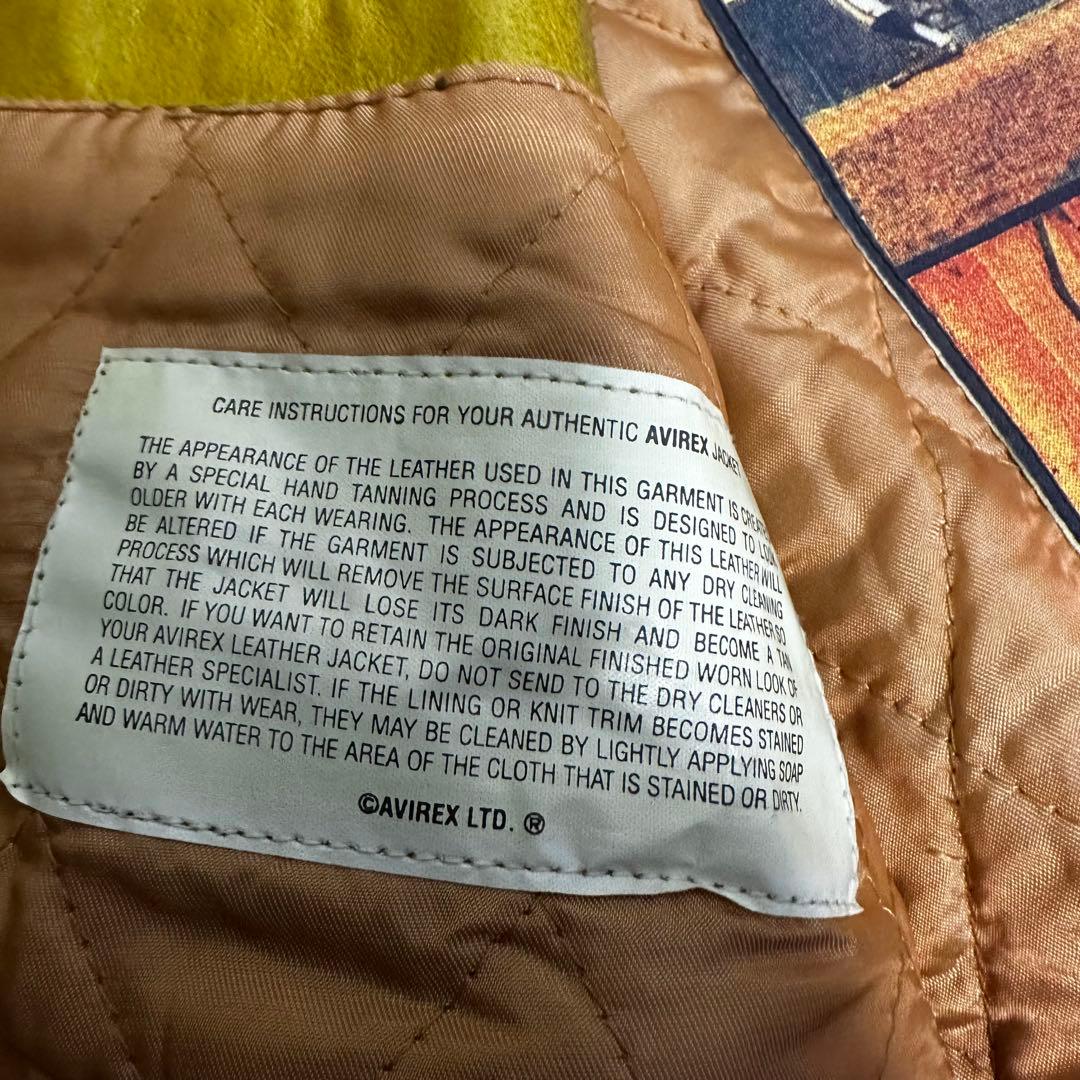 CARE INSTRUCTIONS FOR YOUR AUTHENTIC AVIREX JACKET
THE APPEARANCE OF THE LEATHER USED IN THIS GARMENT IS
BY A SPECIAL HAND TANNING PROCESS AND IS DESIGNED TO
OLDER WITH EACH WEARING. THE APPEARANCE OF THIS LEATHER WILL
BE ALTERED IF THE GARMENT IS SUBJECTED TO ANY DRY CLEANING
PROCESS WHICH WILL REMOVE THE SURFACE FINISH OF THE LEATHER SO
THAT THE JACKET WILL LOSE ITS DARK FINISH AND BECOME A TAN
COLOR. IF YOU WANT TO RETAIN THE ORIGINAL FINISHED WORN LOOK OF
YOUR AVIREX LEATHER JACKET, DO NOT SEND TO THE DRY CLEANERS OR
A LEATHER SPECIALIST. IF THE LINING OR KNIT TRIM BECOMES STAINED
OR DIRTY WITH WEAR, THEY MAY BE CLEANED BY LIGHTLY APPLYING SOAP
AND WARM WATER TO THE AREA OF THE CLOTH THAT IS STAINED OR DIRTY.
©AVIREX LTD. ®